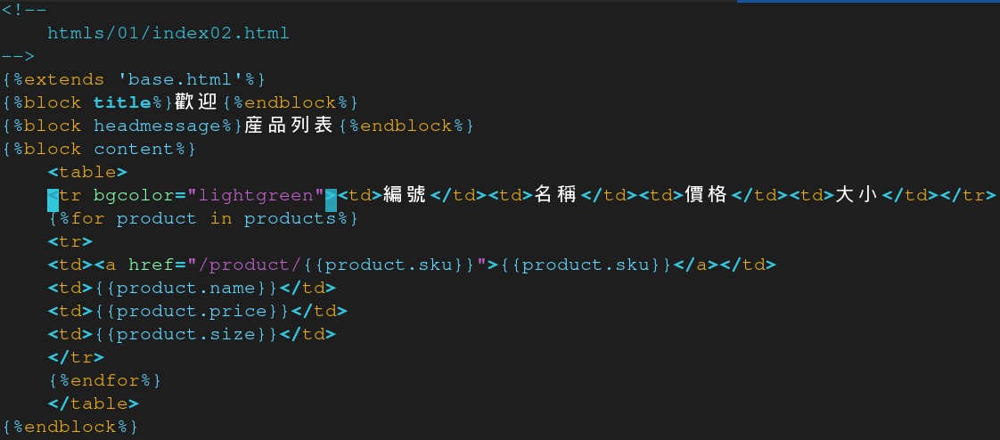 <!--
    htmls/01/index02.html
-->
{%extends 'base.html'%}
{%block title%}歡迎{%endblock%}
{%block headmessage%}産品列表{%endblock%}
{%block content%}
    <table>
    <tr bgcolor="lightgreen"><td>編號</td><td>名稱</td><td>價格</td><td>大小</td></tr>
    {%for product in products%}
    <tr>
    <td><a href="/product/{{product.sku}}">{{product.sku}}</a></td>
    <td>{{product.name}}</td>
    <td>{{product.price}}</td>
    <td>{{product.size}}</td>
    </tr>
    {%endfor%}
    </table>
{%endblock%}